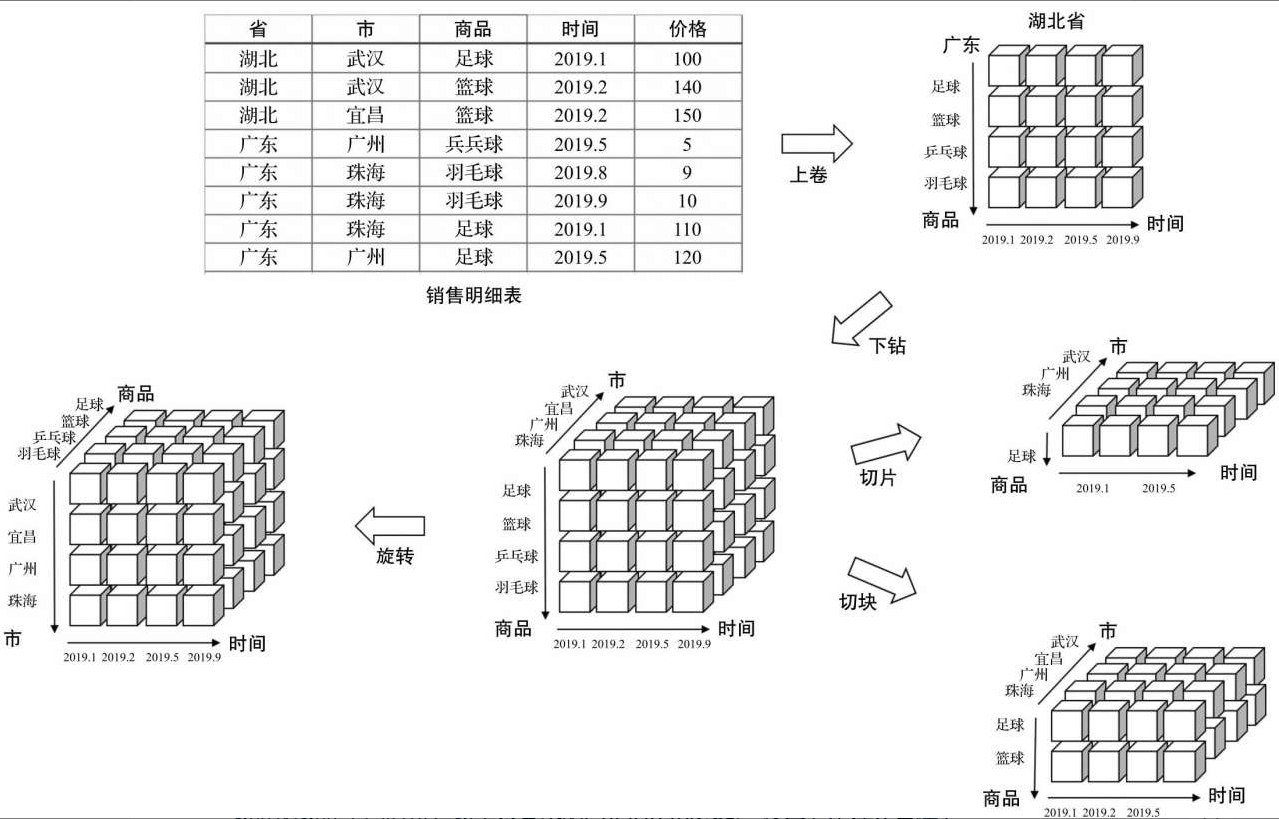 省 市 商品 时间 价格
湖北 武汉 足球 2019.1 100
湖北 武汉 篮球 2019.2 140
湖北 宜昌 篮球 2019.2 150
广东 广州 兵兵球 2019.5 5
广东 珠海 羽毛球 2019.8 9
广东 珠海 羽毛球 2019.9 10
广东 珠海 足球 2019.1 110
广东 广州 足球 2019.5 120
销售明细表
上卷
湖北省
广东
足球
篮球
乒乓球
羽毛球
商品
时间
2019.1 2019.2 2019.5 2019.9
下钻
商品
足球
篮球
乒乓球
羽毛球
武汉
宜昌
广州
珠海
市
时间
2019.1 2019.2 2019.5 2019.9
旋转
市
武汉
宜昌
广州
珠海
足球
篮球
乒乓球
羽毛球
商品
时间
2019.1 2019.2 2019.5 2019.9
切片
市
武汉
广州
珠海
足球
商品
时间
2019.1 2019.5
切块
市
武汉
宜昌
广州
珠海
足球
篮球
商品
时间
2019.1 2019.2 2019.5